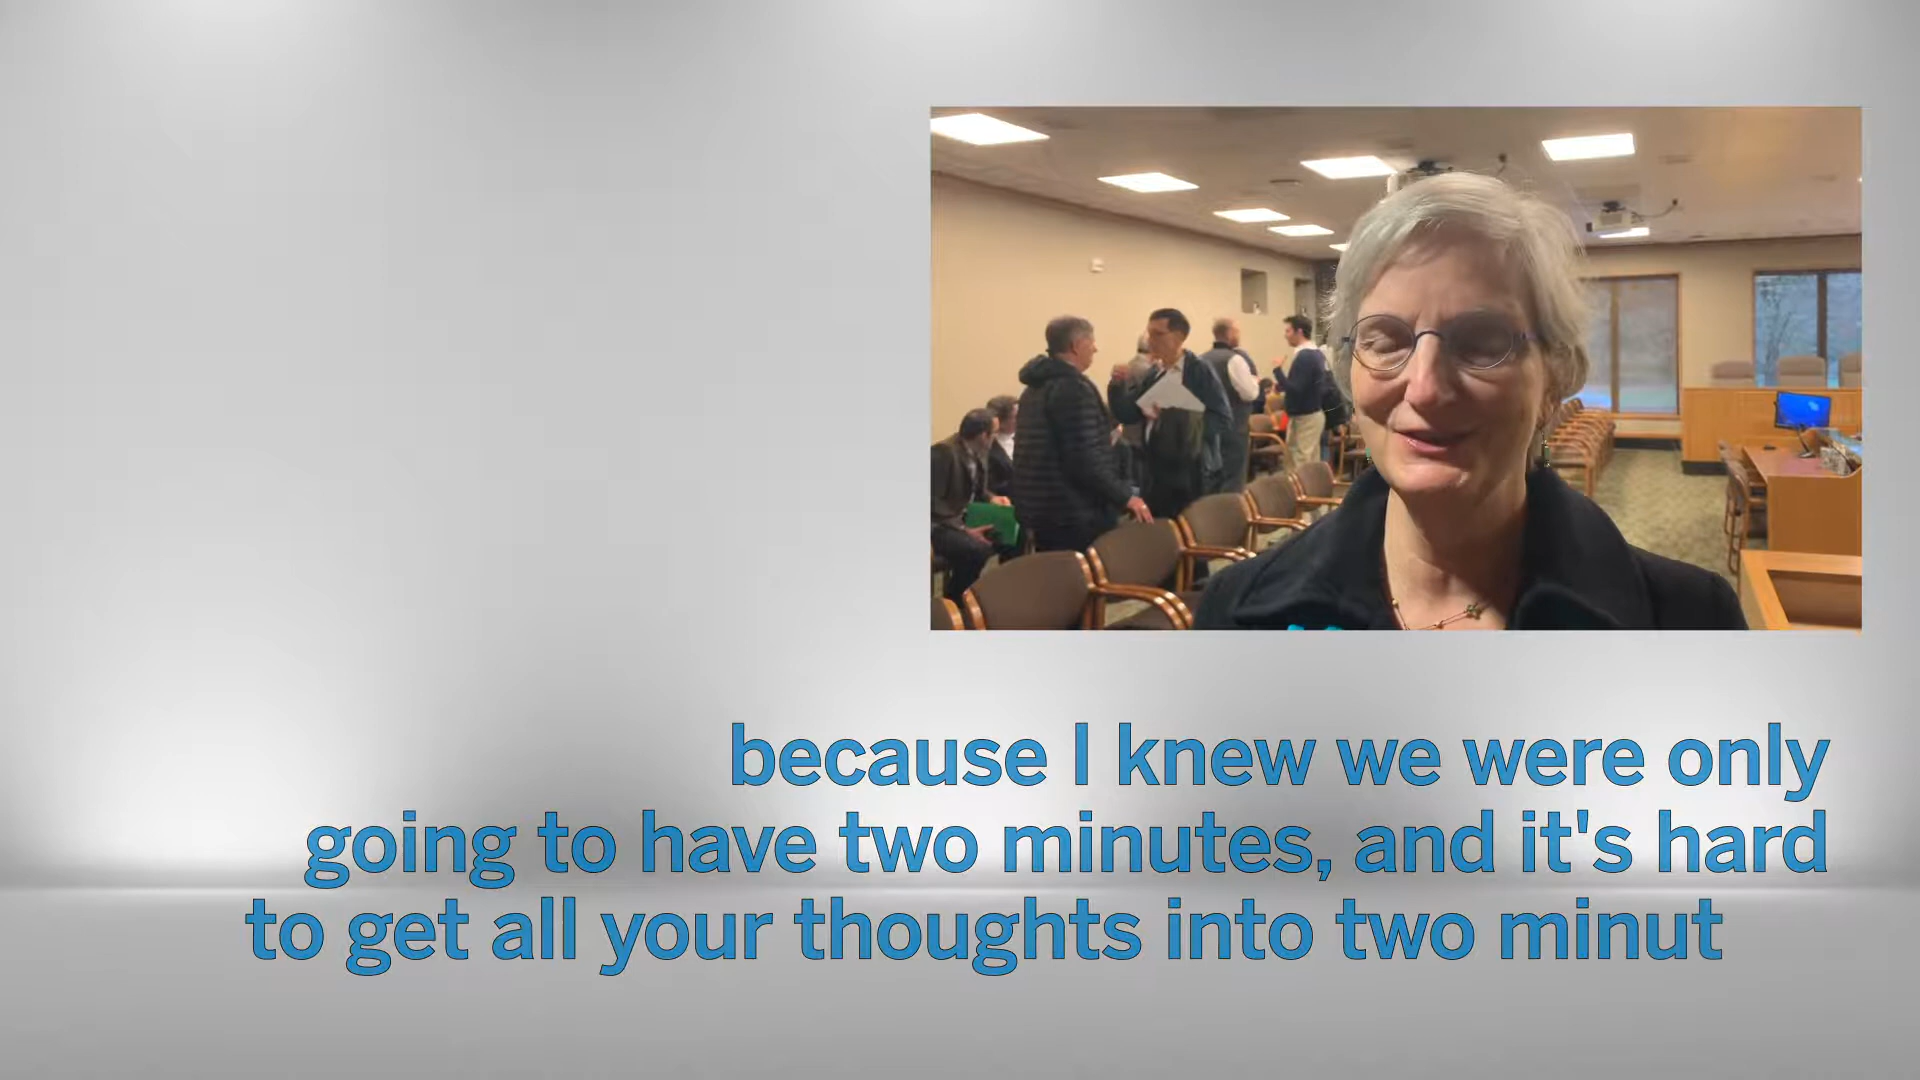 because I knew we were only
going to have two minutes, and it's hard
to get all your thoughts into two minut